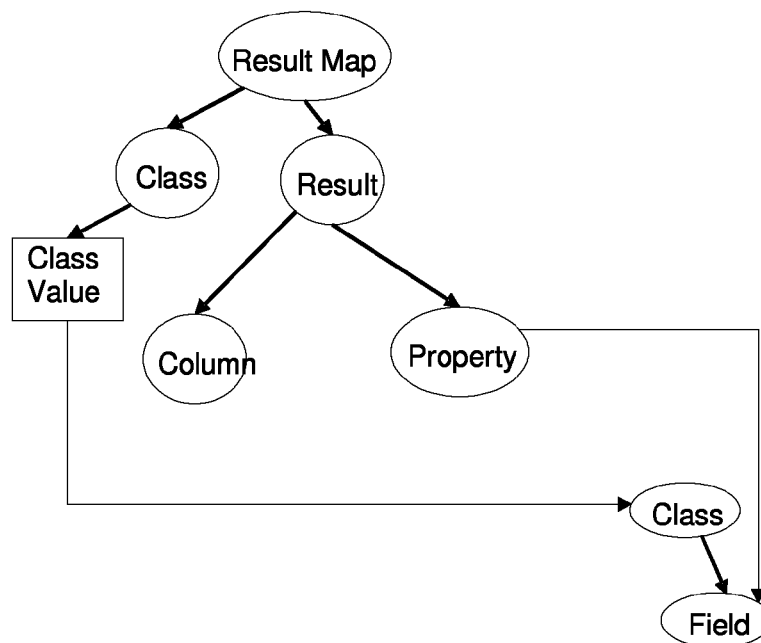 Result Map
Class
Result
Class
Value
Column
Property
Class
Field